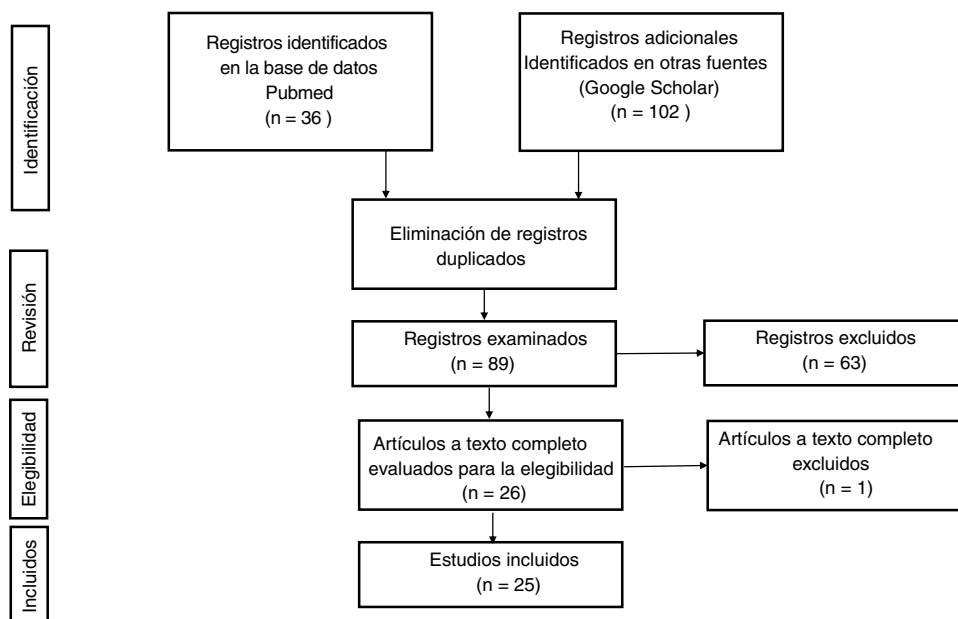 Identificación
Registros identificados
en la base de datos
Pubmed
(n = 36 )
Registros adicionales
Identificados en otras fuentes
(Google Scholar)
(n = 102 )
Eliminación de registros
duplicados
Revisión
Registros examinados
(n = 89)
Registros excluidos
(n = 63)
Elegibilidad
Artículos a texto completo
evaluados para la elegibilidad
(n = 26)
Artículos a texto completo
excluidos
(n = 1)
Incluidos
Estudios incluidos
(n = 25)